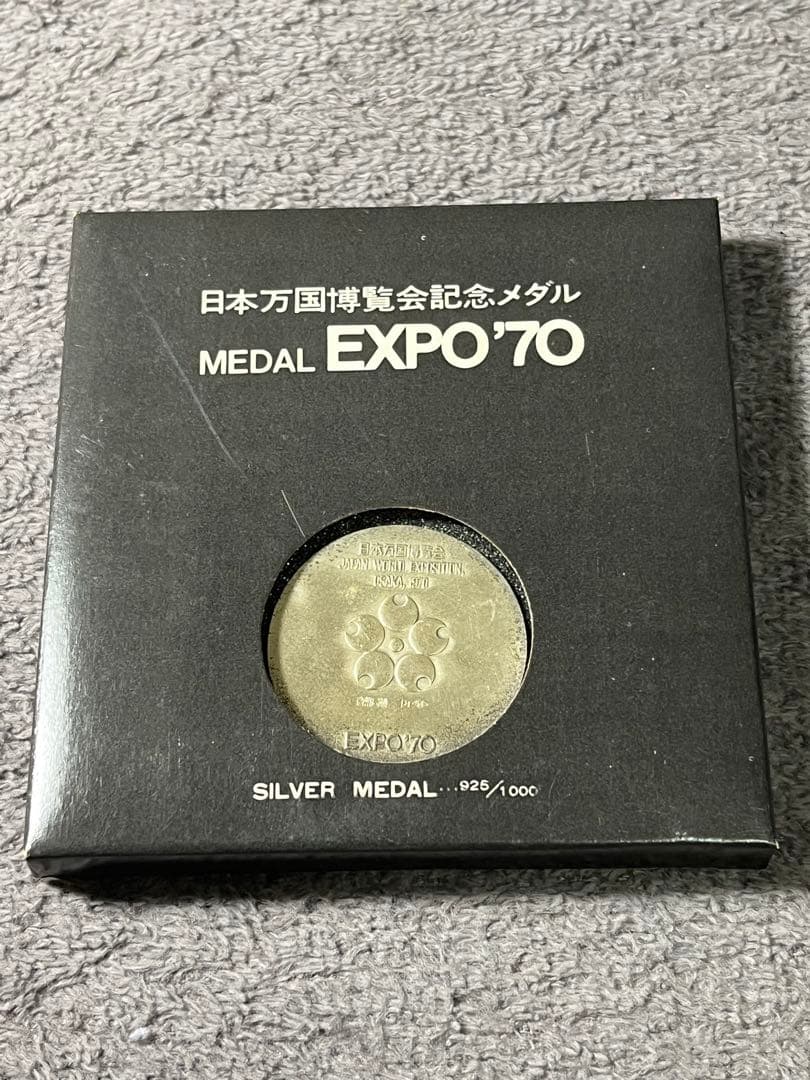 日本万国博覧会記念メダル
MEDAL EXPO'70
日本万国博覧会
JAPAN WORLD EXPOSITION,
OSAKA, 1970
EXPO'70
SILVER MEDAL...925/1000